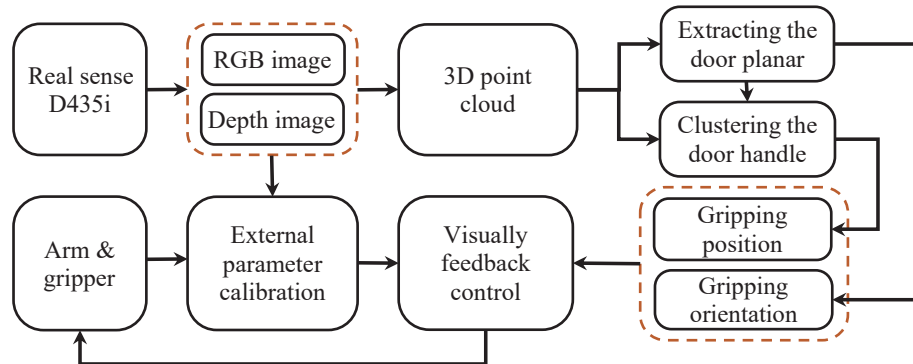 Real sense
D435i
RGB image
Depth image
3D point
cloud
Extracting the
door planar
Clustering the
door handle
Arm &
gripper
External
parameter
calibration
Visually
feedback
control
Gripping
position
Gripping
orientation